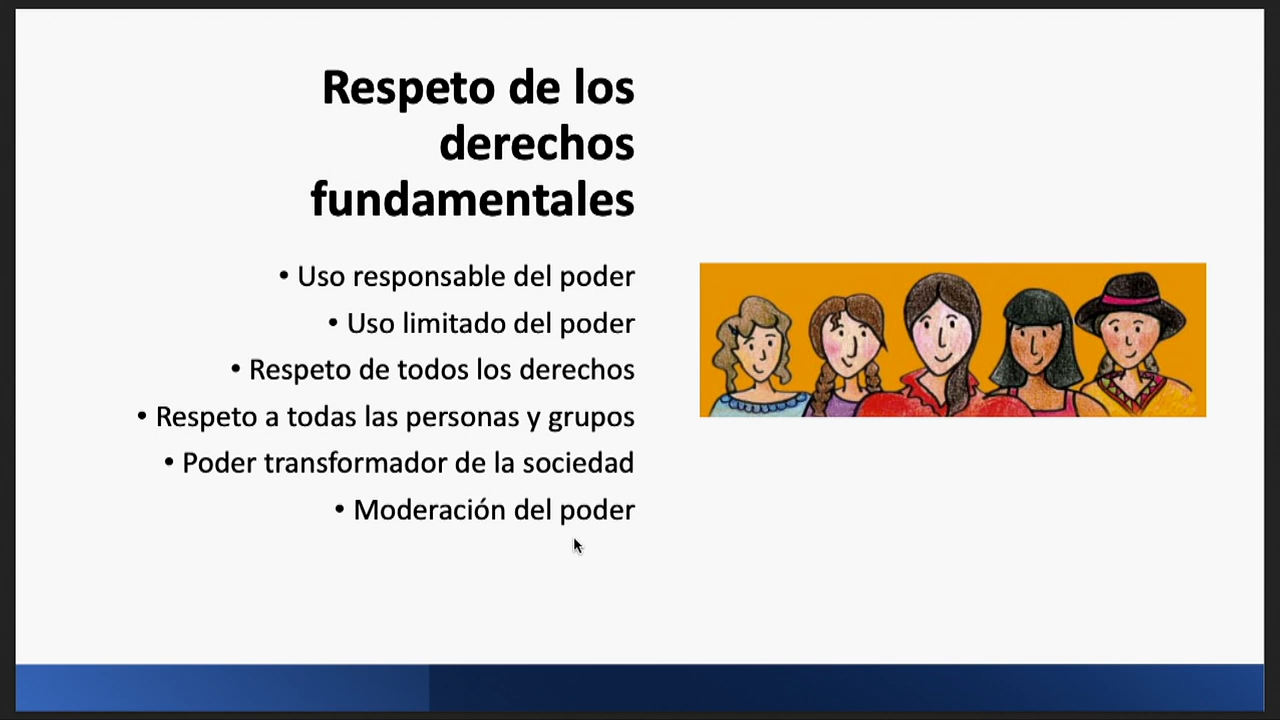 Respeto de los
derechos
fundamentales
• Uso responsable del poder
• Uso limitado del poder
• Respeto de todos los derechos
• Respeto a todas las personas y grupos
• Poder transformador de la sociedad
• Moderación del poder